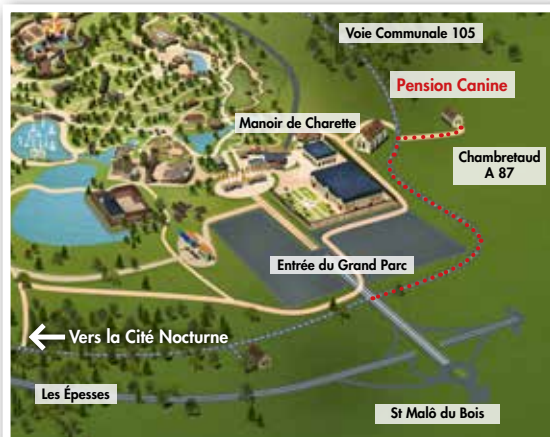 Voie Communale 105
Pension Canine
Manoir de Charette
Chambretaud
A 87
Entrée du Grand Parc
Vers la Cité Nocturne
Les Épesses
St Malô du Bois